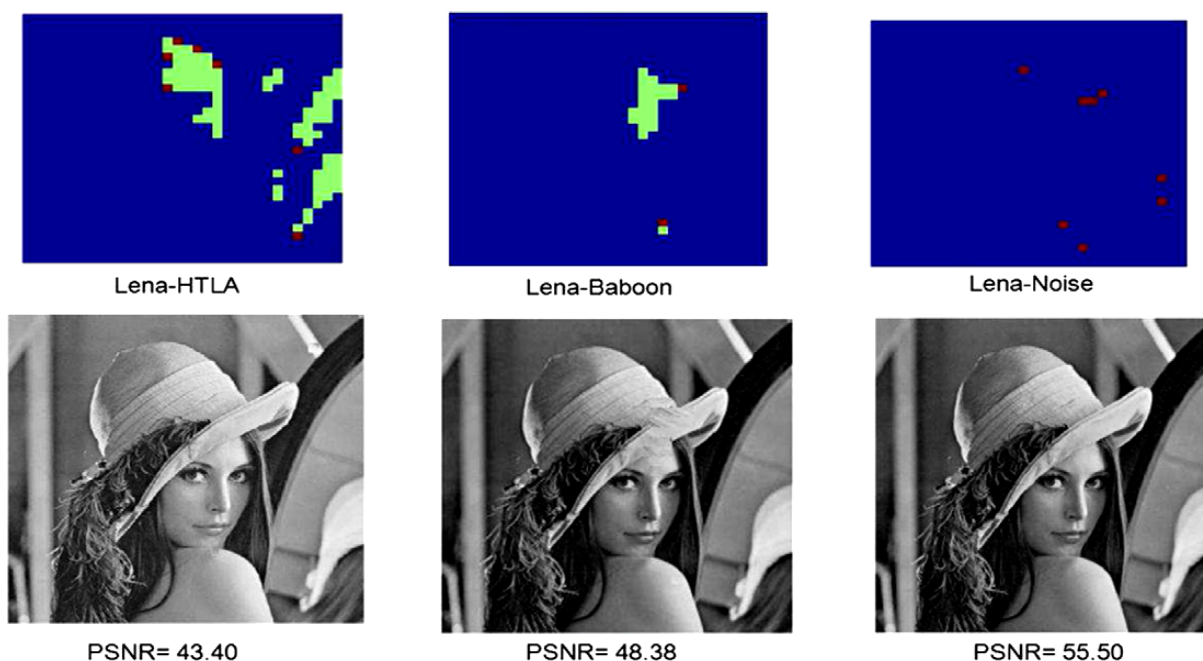 Lena-HTLA
Lena-Baboon
Lena-Noise
PSNR= 43.40
PSNR= 48.38
PSNR= 55.50